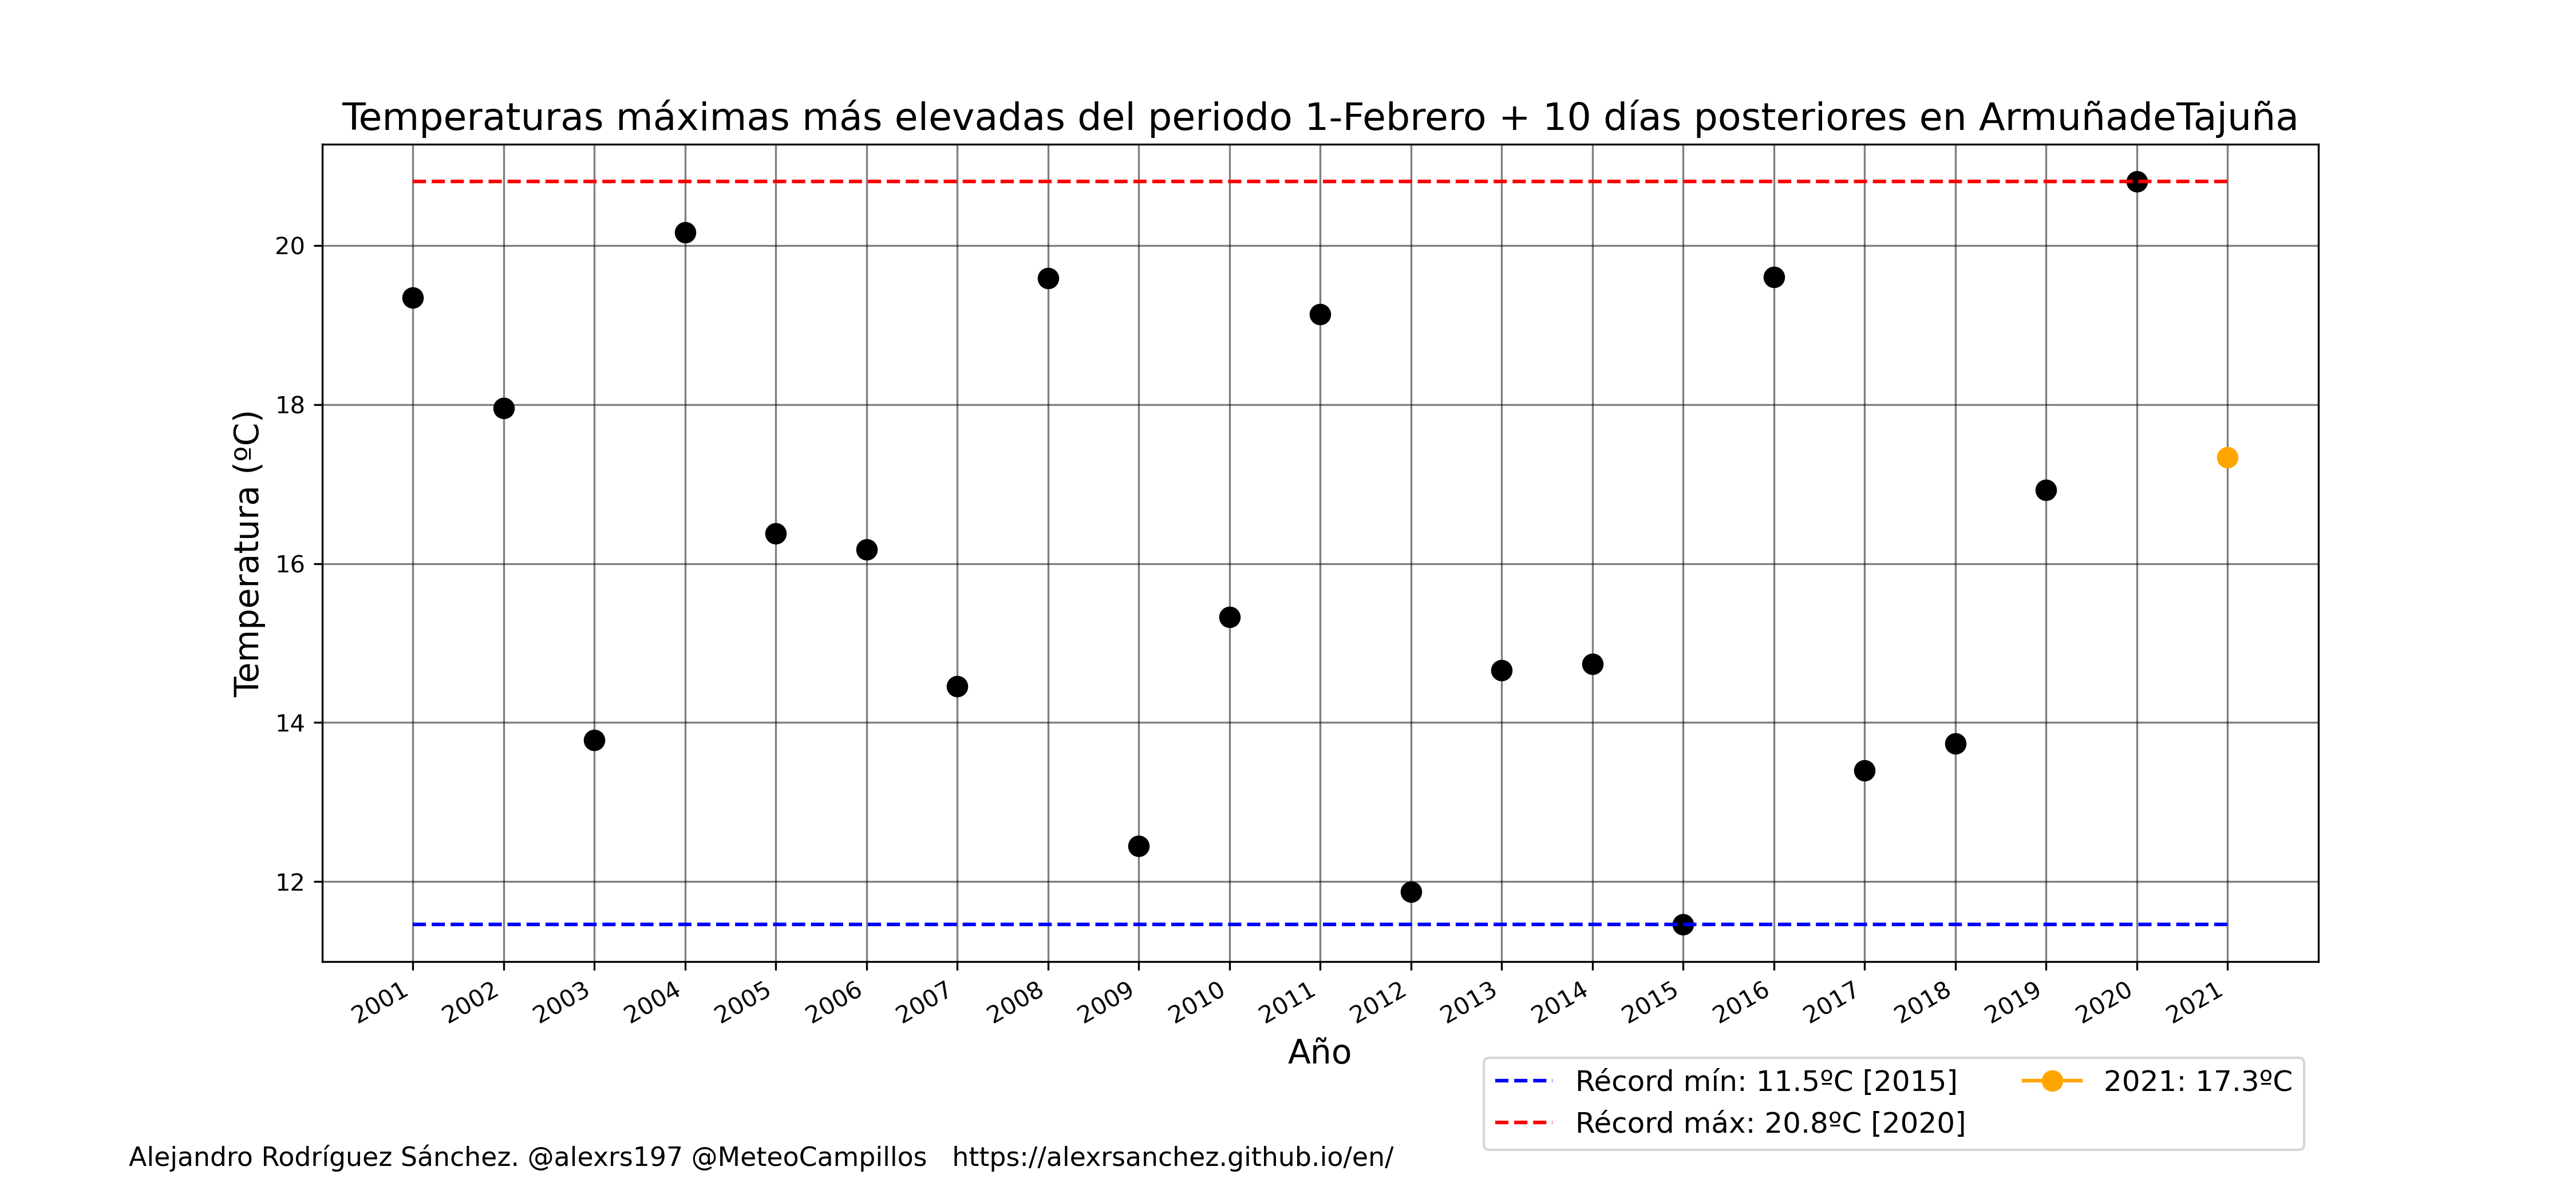 Temperaturas máximas más elevadas del periodo 1-Febrero + 10 días posteriores en ArmuñadeTajuña
Temperatura (ºC)
20
18
16
14
12
2001 2002 2003 2004 2005 2006 2007 2008 2009 2010 2011 2012 2013 2014 2015 2016 2017 2018 2019 2020 2021
Año
Récord mín: 11.5ºC [2015]
Récord máx: 20.8ºC [2020]
2021: 17.3ºC
Alejandro Rodríguez Sánchez. @alexrs197 @MeteoCampillos https://alexrsanchez.github.io/en/